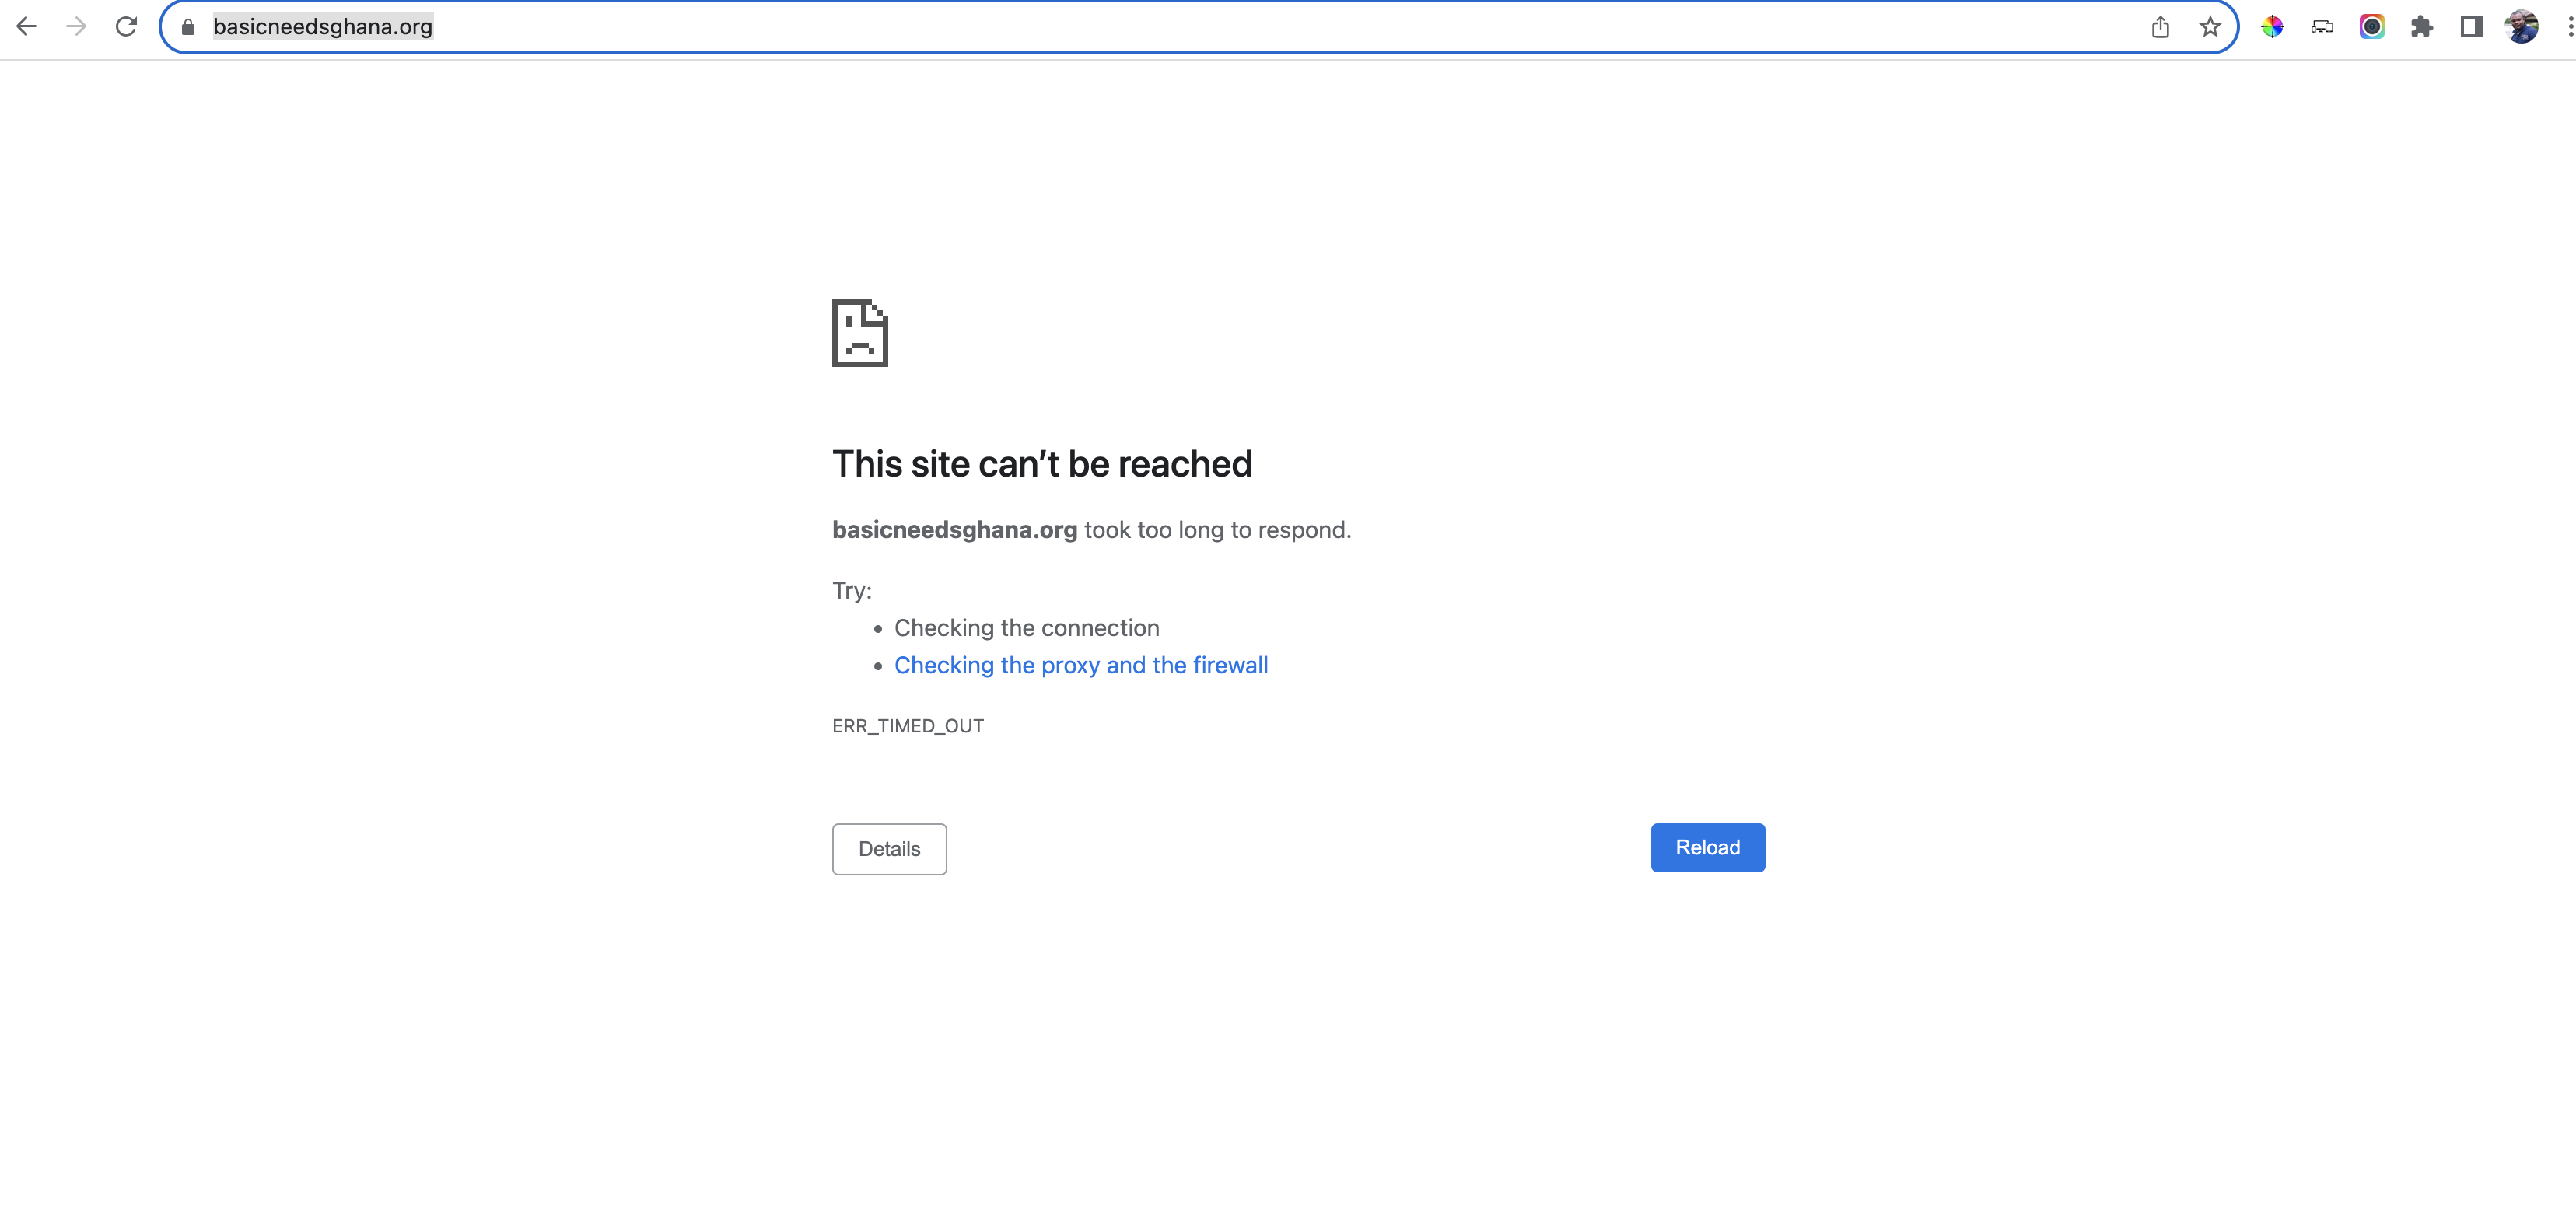 basicneedsghana.org
This site can’t be reached
basicneedsghana.org took too long to respond.
Try:
• Checking the connection
• Checking the proxy and the firewall
ERR_TIMED_OUT
Details
Reload